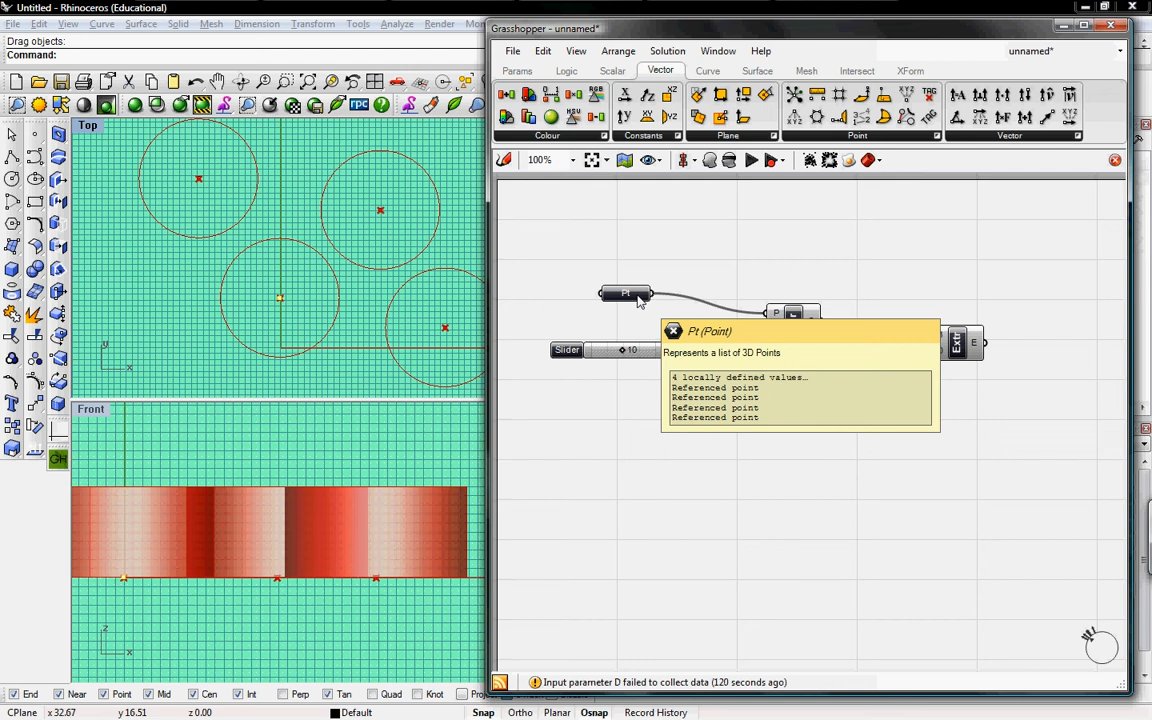 Untitled - Rhinoceros (Educational)
File Edit View Curve Surface Solid Mesh Dimension Transform Tools Analyze Render
Drag objects:
Command:
Top
y
x
Front
z
x
GH
rpc
Grasshopper - unnamed*
File Edit View Arrange Solution Window Help
unnamed*
Params Logic Scalar Vector Curve Surface Mesh Intersect XForm
Colour Constants Plane Point Vector
100%
Pt
P
Slider
10
Extr
E
Pt (Point)
Represents a list of 3D Points
4 locally defined values...
Referenced point
Referenced point
Referenced point
Referenced point
Input parameter D failed to collect data (120 seconds ago)
End Near Point Mid Cen Int Perp Tan Quad Knot
CPlane x 32.67 y 16.51 z 0.00 Default Snap Ortho Planar Osnap Record History